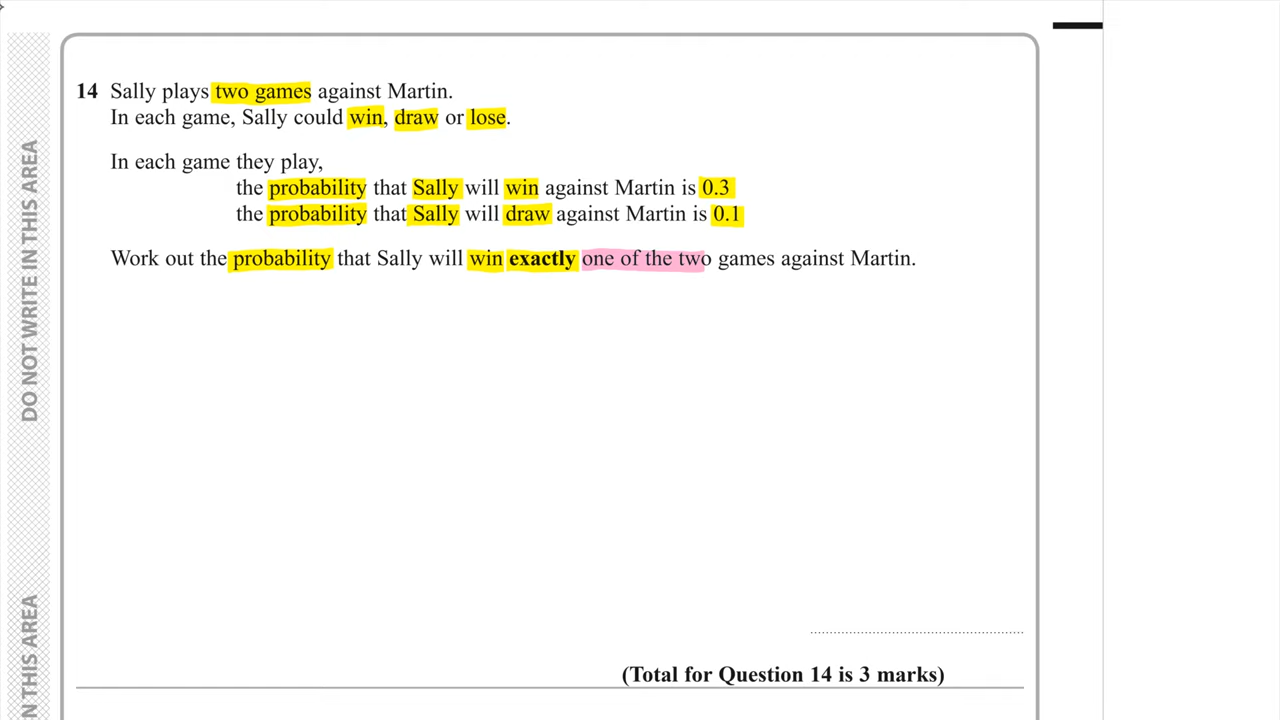 DO NOT WRITE IN THIS AREA
14 Sally plays two games against Martin.
In each game, Sally could win, draw or lose.
In each game they play,
the probability that Sally will win against Martin is 0.3
the probability that Sally will draw against Martin is 0.1
Work out the probability that Sally will win exactly one of the two games against Martin.
(Total for Question 14 is 3 marks)
N THIS AREA